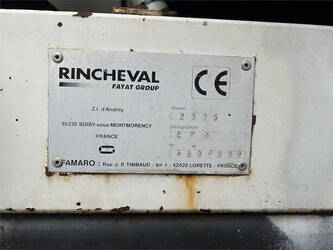 RINCHEVAL
FAYAT GROUP
CE
Z.I. d'Andilly
95230 SOISY-sous-MONTMORENCY
FRANCE
Année
2005
Désignation
N°
FAMARO : Rue J. P. TIMBAUD - BP 1 - 42420 LORETTE - FRANCE